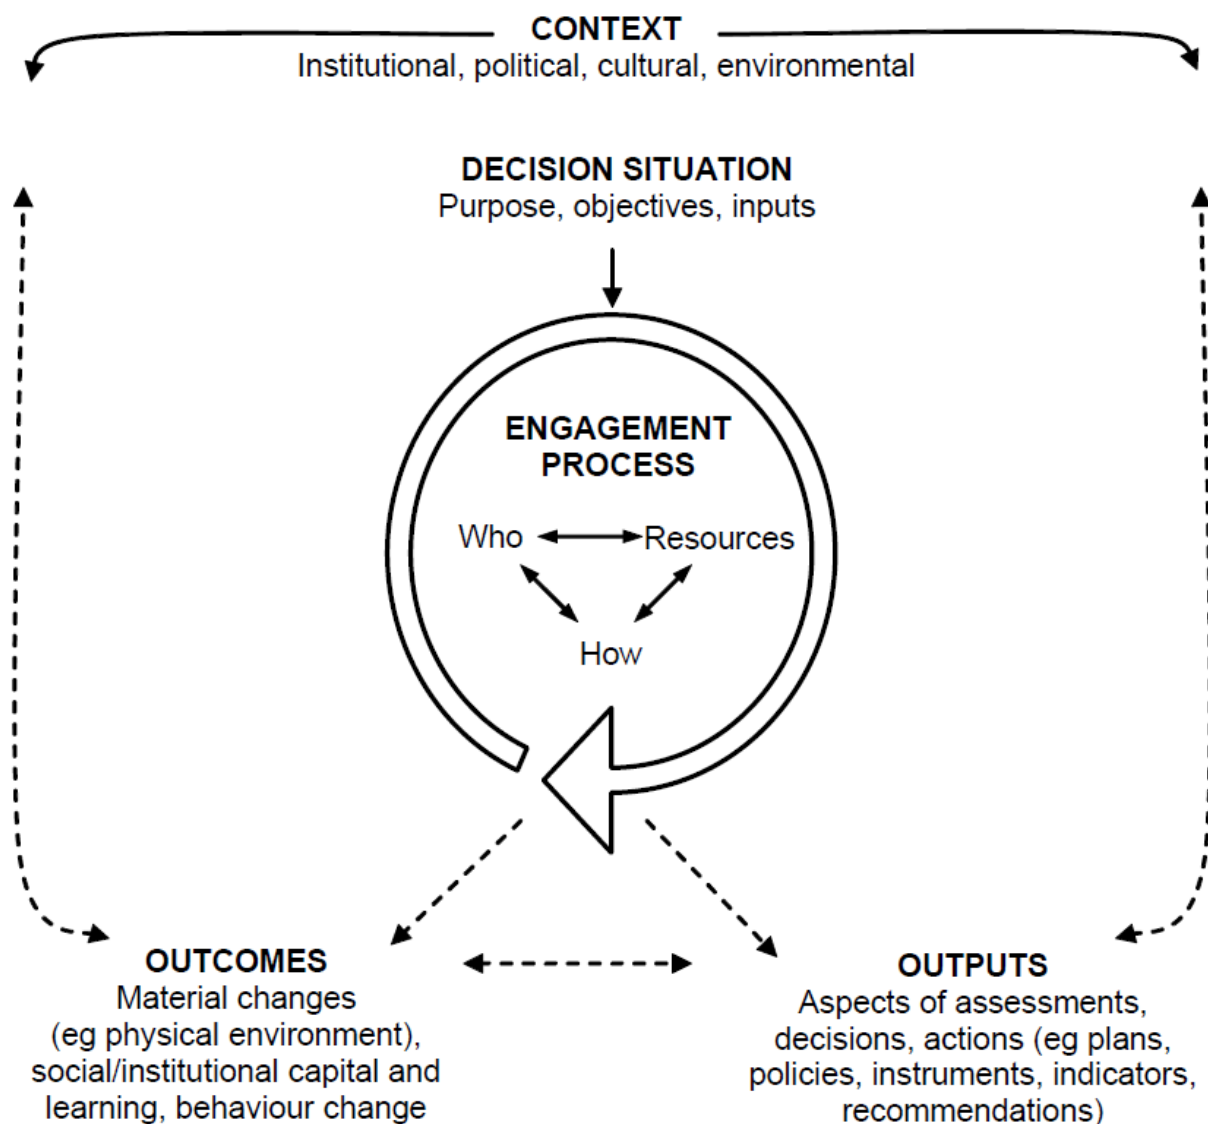 CONTEXT
Institutional, political, cultural, environmental
DECISION SITUATION
Purpose, objectives, inputs
ENGAGEMENT
PROCESS
Who
Resources
How
OUTCOMES
Material changes
(eg physical environment),
social/institutional capital and
learning, behaviour change
OUTPUTS
Aspects of assessments,
decisions, actions (eg plans,
policies, instruments, indicators,
recommendations)